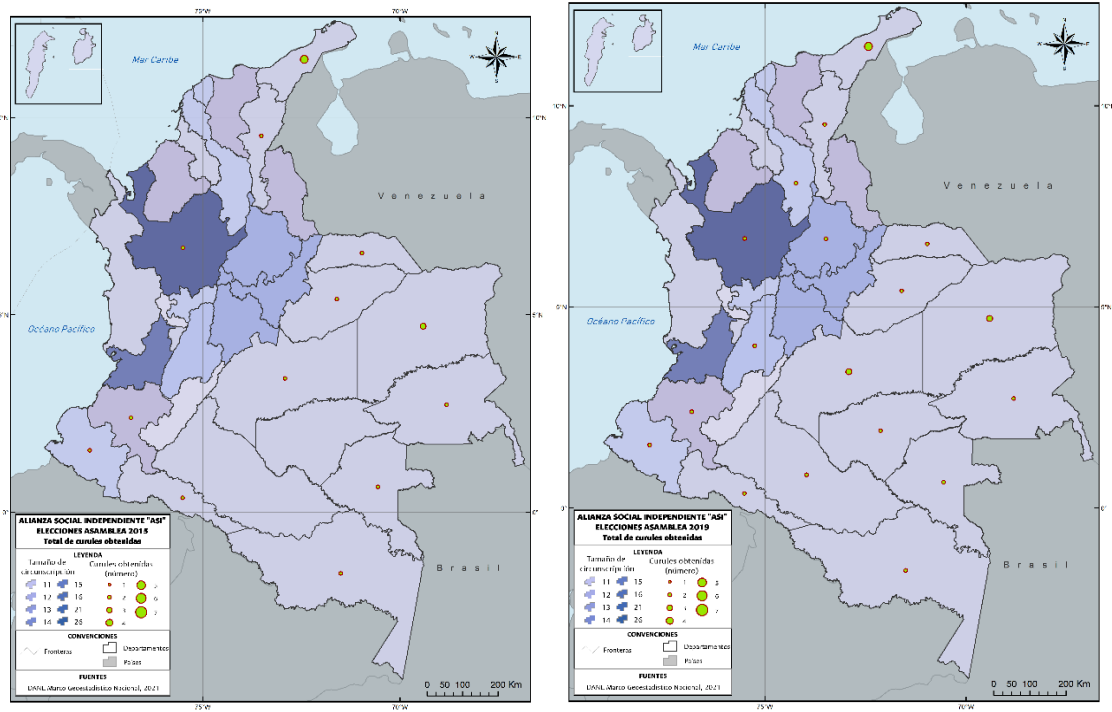 75°W
70°W
Mar Caribe
N
W
E
S
Venezuela
Océano Pacífico
5°N
0°
Brasil
ALIANZA SOCIAL INDEPENDIENTE "ASI"
ELECCIONES ASAMBLEA 2015
Total de curules obtenidas
LEYENDA
Tamaño de circunscripción
Curules obtenidas (número)
11 15 1
12 16 2 6
13 21 3
14 26
CONVENCIONES
Fronteras
Departamentos
Países
FUENTES
DANE, Marco Geoestadístico Nacional, 2021
0 50 100 200 Km
75°W
70°W
75°W
70°W
Mar Caribe
N
W
E
S
10°N
10°N
Venezuela
Océano Pacífico
5°N
Brasil
ALIANZA SOCIAL INDEPENDIENTE "ASI"
ELECCIONES ASAMBLEA 2019
Total de curules obtenidas
LEYENDA
Tamaño de circunscripción
Curules obtenidas (número)
11 15 1 5
12 16 2 6
13 21 3
14 26 4
CONVENCIONES
Fronteras
Departamentos
Países
FUENTES
DANE, Marco Geoestadístico Nacional, 2021
0 50 100 200 Km
75°W
70°W